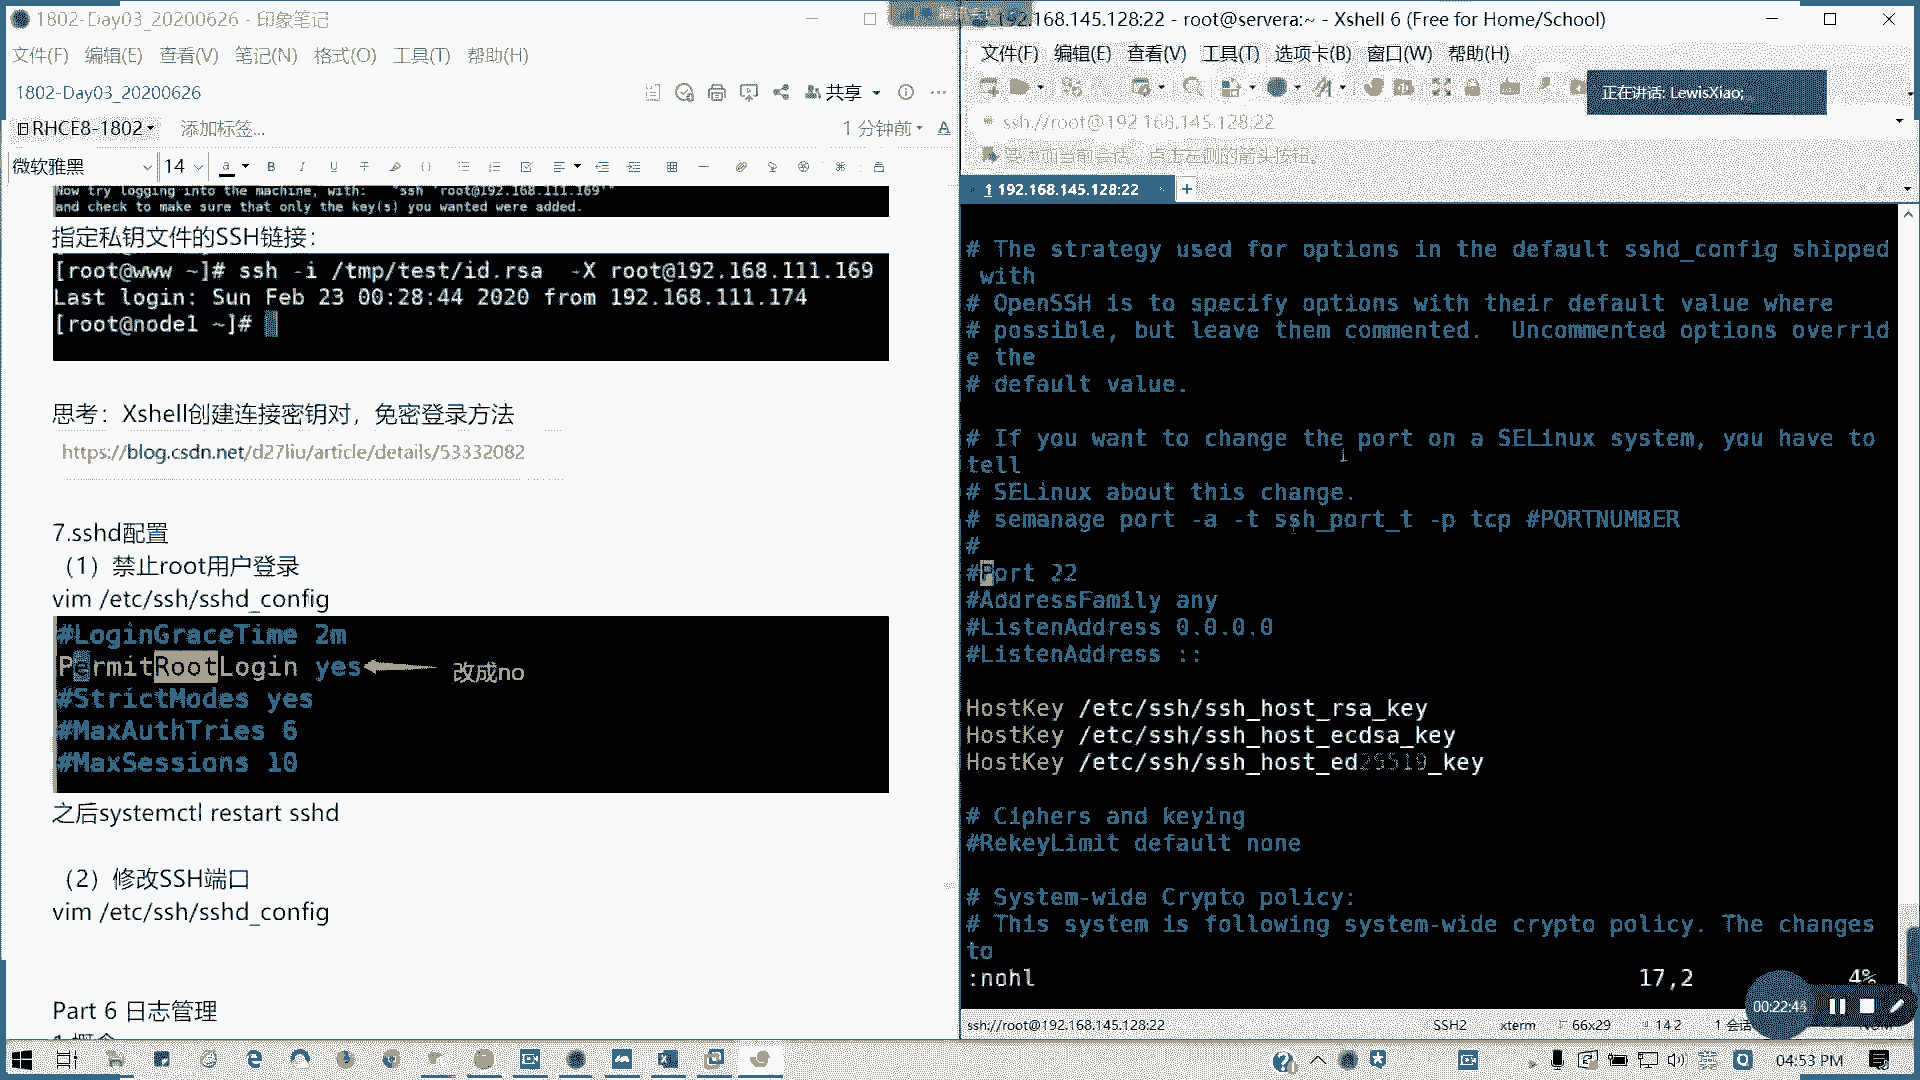 1802-Day03_20200626 - 印象笔记
文件(F) 编辑(E) 查看(V) 笔记(N) 格式(O) 工具(T) 帮助(H)
1802-Day03_20200626
共享
RHCE8-1802
添加标签...
1 分钟前
微软雅黑
14
Now try logging into the machine, with: "ssh 'root@192.168.111.169'"
and check to make sure that only the key(s) you wanted were added.
指定私钥文件的SSH链接：
[root@www ~]# ssh -i /tmp/test/id.rsa -X root@192.168.111.169
Last login: Sun Feb 23 00:28:44 2020 from 192.168.111.174
[root@node1 ~]#
思考：Xshell创建连接密钥对，免密登录方法
https://blog.csdn.net/d27liu/article/details/53332082
7.sshd配置
（1）禁止root用户登录
vim /etc/ssh/sshd_config
#LoginGraceTime 2m
PermitRootLogin yes
改成no
#StrictModes yes
#MaxAuthTries 6
#MaxSessions 10
之后systemctl restart sshd
（2）修改SSH端口
vim /etc/ssh/sshd_config
Part 6 日志管理
192.168.145.128:22 - root@servera:~ - Xshell 6 (Free for Home/School)
文件(F) 编辑(E) 查看(V) 工具(T) 选项卡(B) 窗口(W) 帮助(H)
正在讲话: LewisXiao;
ssh://root@192.168.145.128:22
要添加当前会话，点击左侧的箭头按钮。
1 192.168.145.128:22
# The strategy used for options in the default sshd_config shipped
with
# OpenSSH is to specify options with their default value where
# possible, but leave them commented.  Uncommented options overrid
e the
# default value.
# If you want to change the port on a SELinux system, you have to
tell
# SELinux about this change.
# semanage port -a -t ssh_port_t -p tcp #PORTNUMBER
#
#Port 22
#AddressFamily any
#ListenAddress 0.0.0.0
#ListenAddress ::
HostKey /etc/ssh/ssh_host_rsa_key
HostKey /etc/ssh/ssh_host_ecdsa_key
HostKey /etc/ssh/ssh_host_ed25519_key
# Ciphers and keying
#RekeyLimit default none
# System-wide Crypto policy:
# This system is following system-wide crypto policy. The changes
to
:nohl
17,2
4%
00:22:44
ssh://root@192.168.145.128:22
SSH2
xterm
66x29
14 2
1 会话
04:53 PM